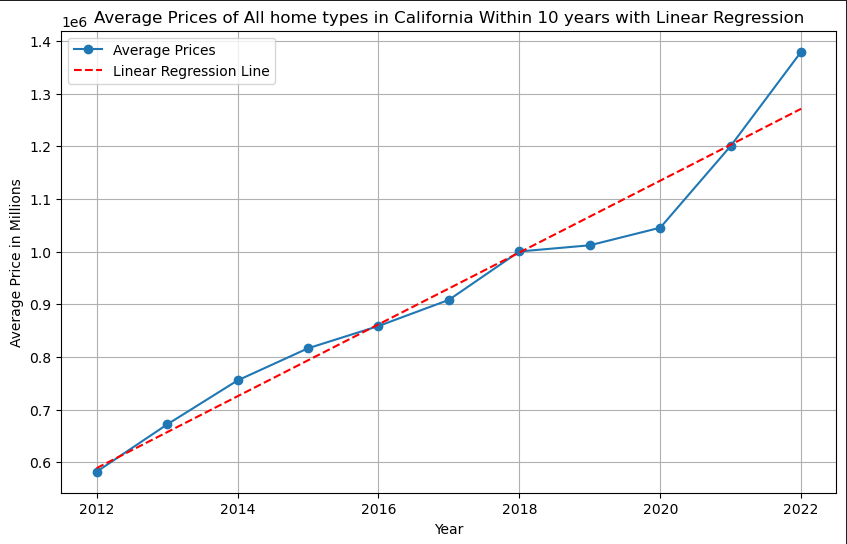 Average Prices of All home types in California Within 10 years with Linear Regression
1e6
Average Prices
Linear Regression Line
1.4
1.3
1.2
1.1
1.0
0.9
0.8
0.7
0.6
Average Price in Millions
2012 2014 2016 2018 2020 2022
Year